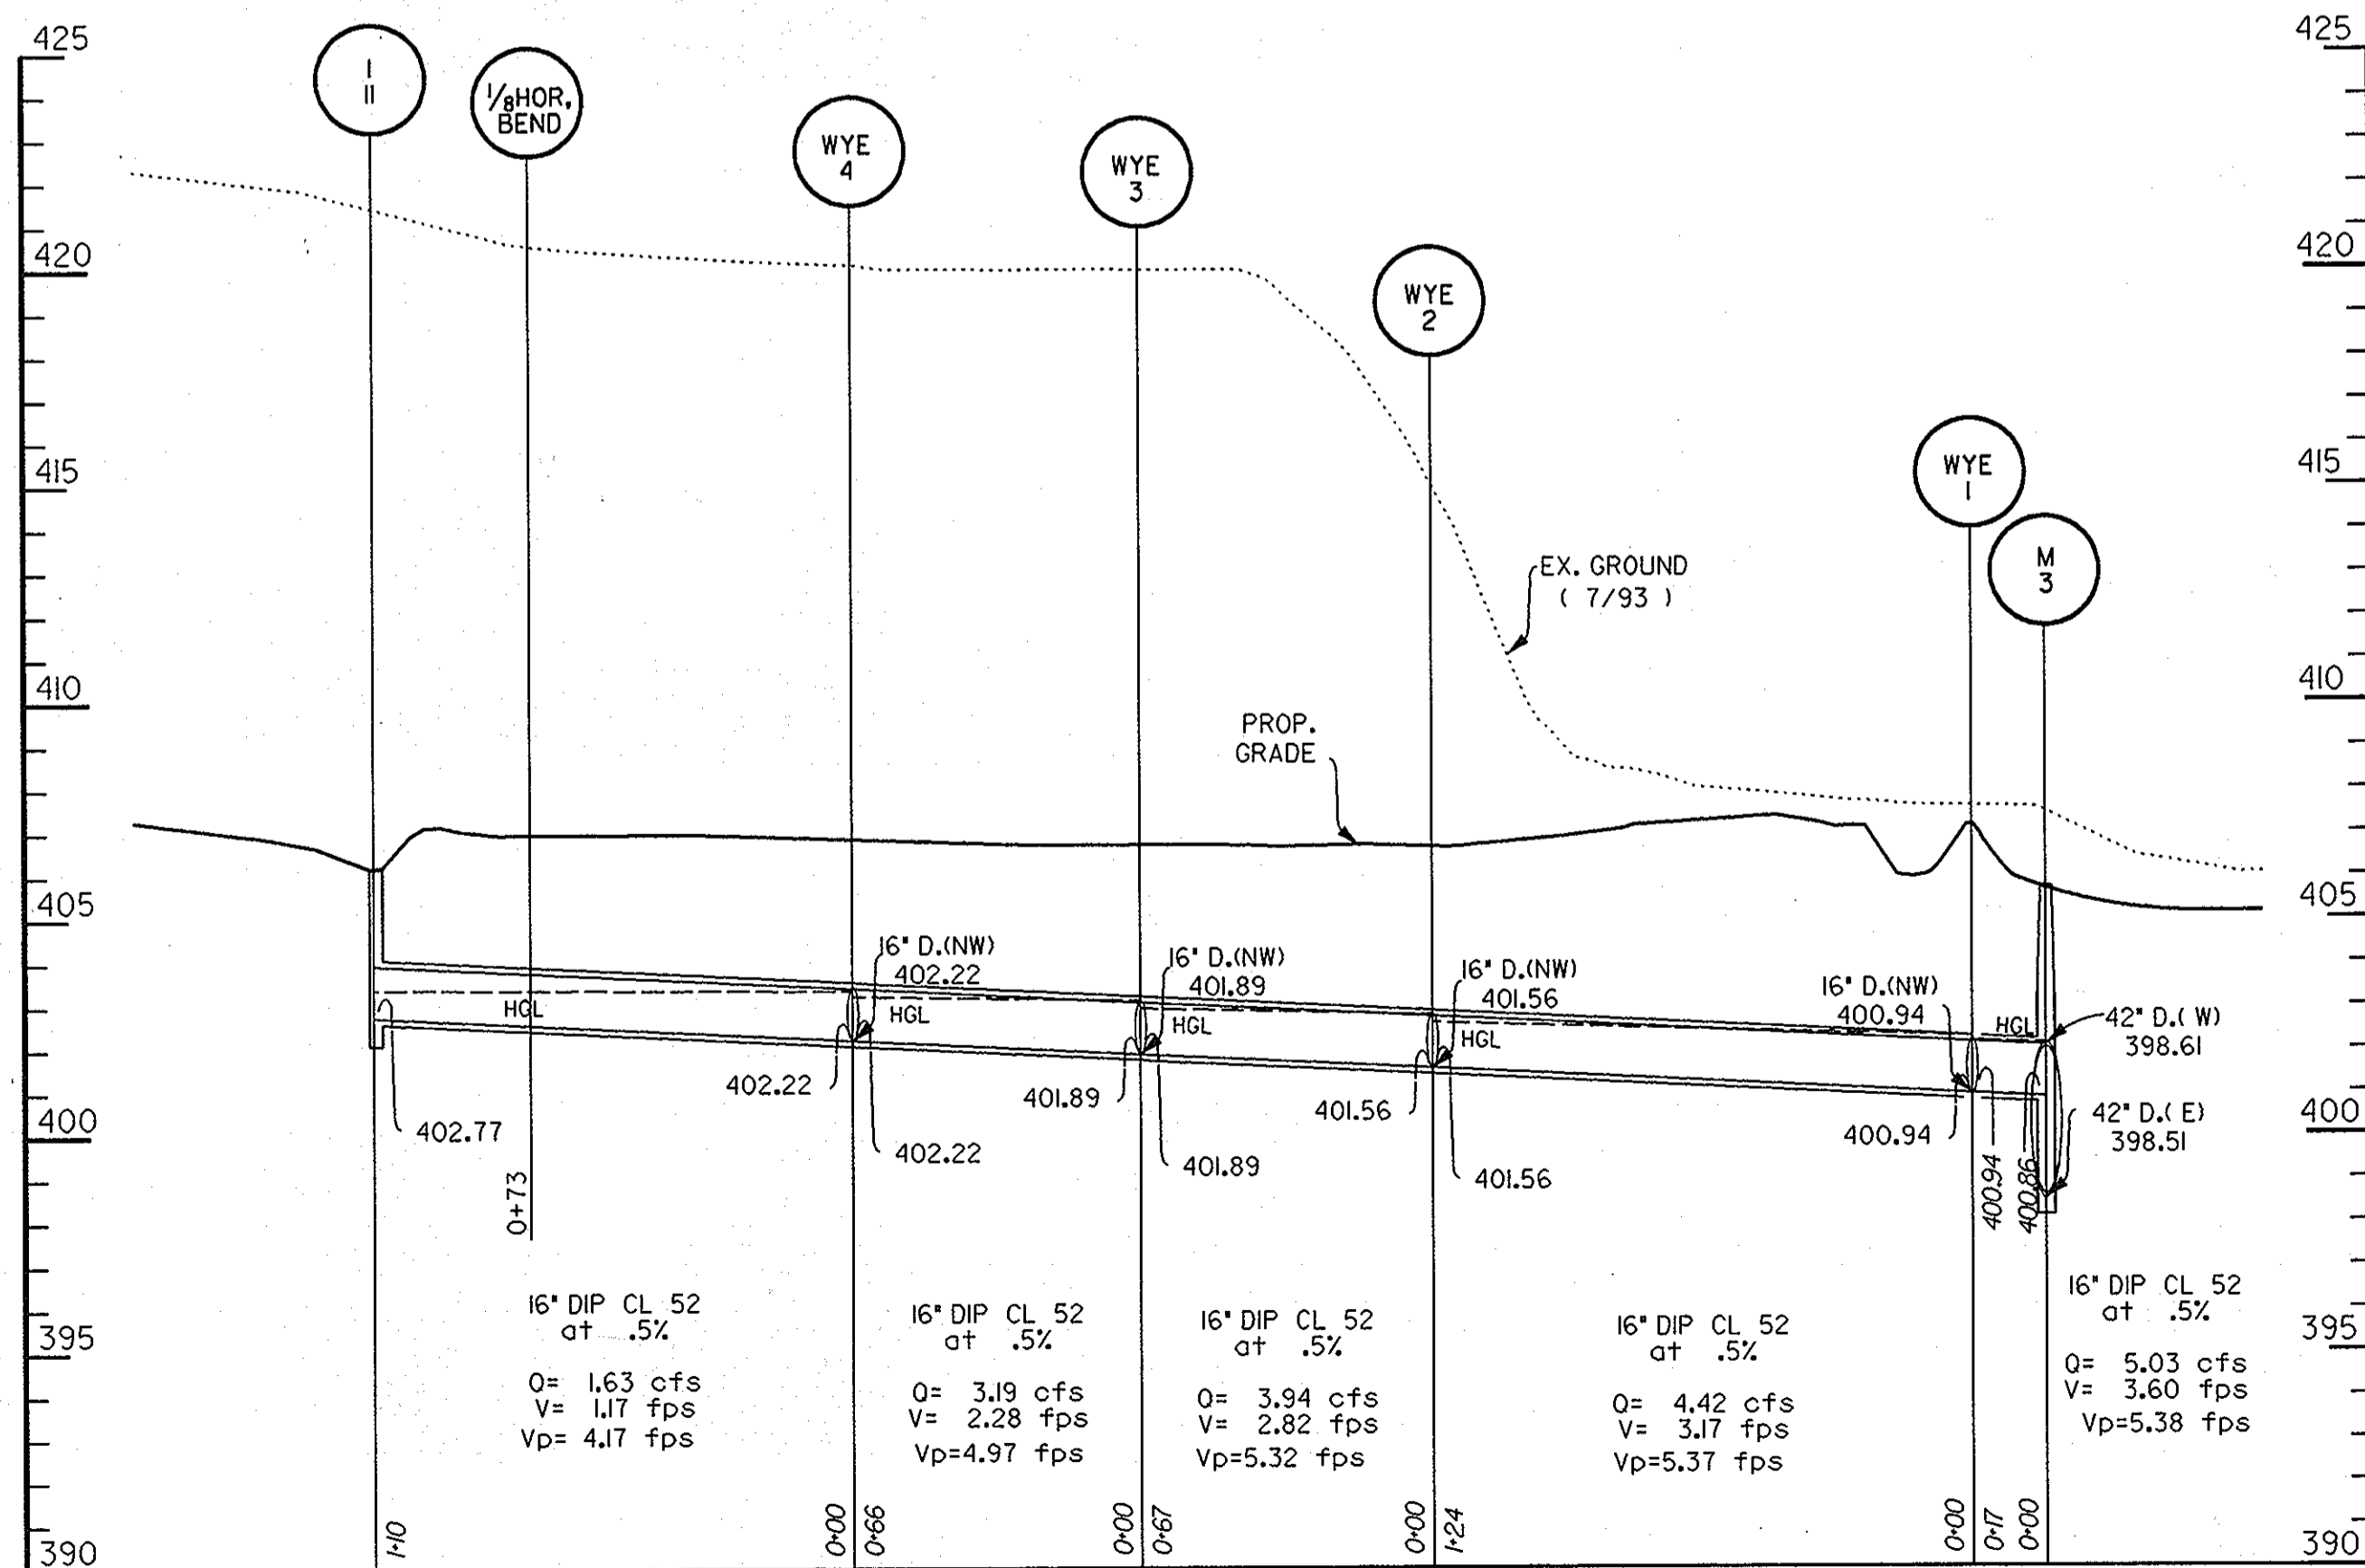 425
420
415
410
405
400
395
390
I
11
1/8 HOR.
BEND
WYE
4
WYE
3
WYE
2
WYE
1
M
3
425
420
415
410
405
400
395
390
EX. GROUND
( 7/93 )
PROP.
GRADE
16" D.(NW)
402.22
16" D.(NW)
401.89
16" D.(NW)
401.56
16" D.(NW)
400.94
42" D.( W)
398.61
42" D.( E)
398.51
HGL
HGL
HGL
HGL
HGL
402.77
402.22
402.22
401.89
401.89
401.56
401.56
400.94
400.94
400.86
0+73
16" DIP CL 52
at .5%
Q= 1.63 cfs
V= 1.17 fps
Vp= 4.17 fps
16" DIP CL 52
at .5%
Q= 3.19 cfs
V= 2.28 fps
Vp=4.97 fps
16" DIP CL 52
at .5%
Q= 3.94 cfs
V= 2.82 fps
Vp=5.32 fps
16" DIP CL 52
at .5%
Q= 4.42 cfs
V= 3.17 fps
Vp=5.37 fps
16" DIP CL 52
at .5%
Q= 5.03 cfs
V= 3.60 fps
Vp=5.38 fps
1+10
0+00
0+66
0+00
0+67
0+00
1+24
0+00
0+17
0+00